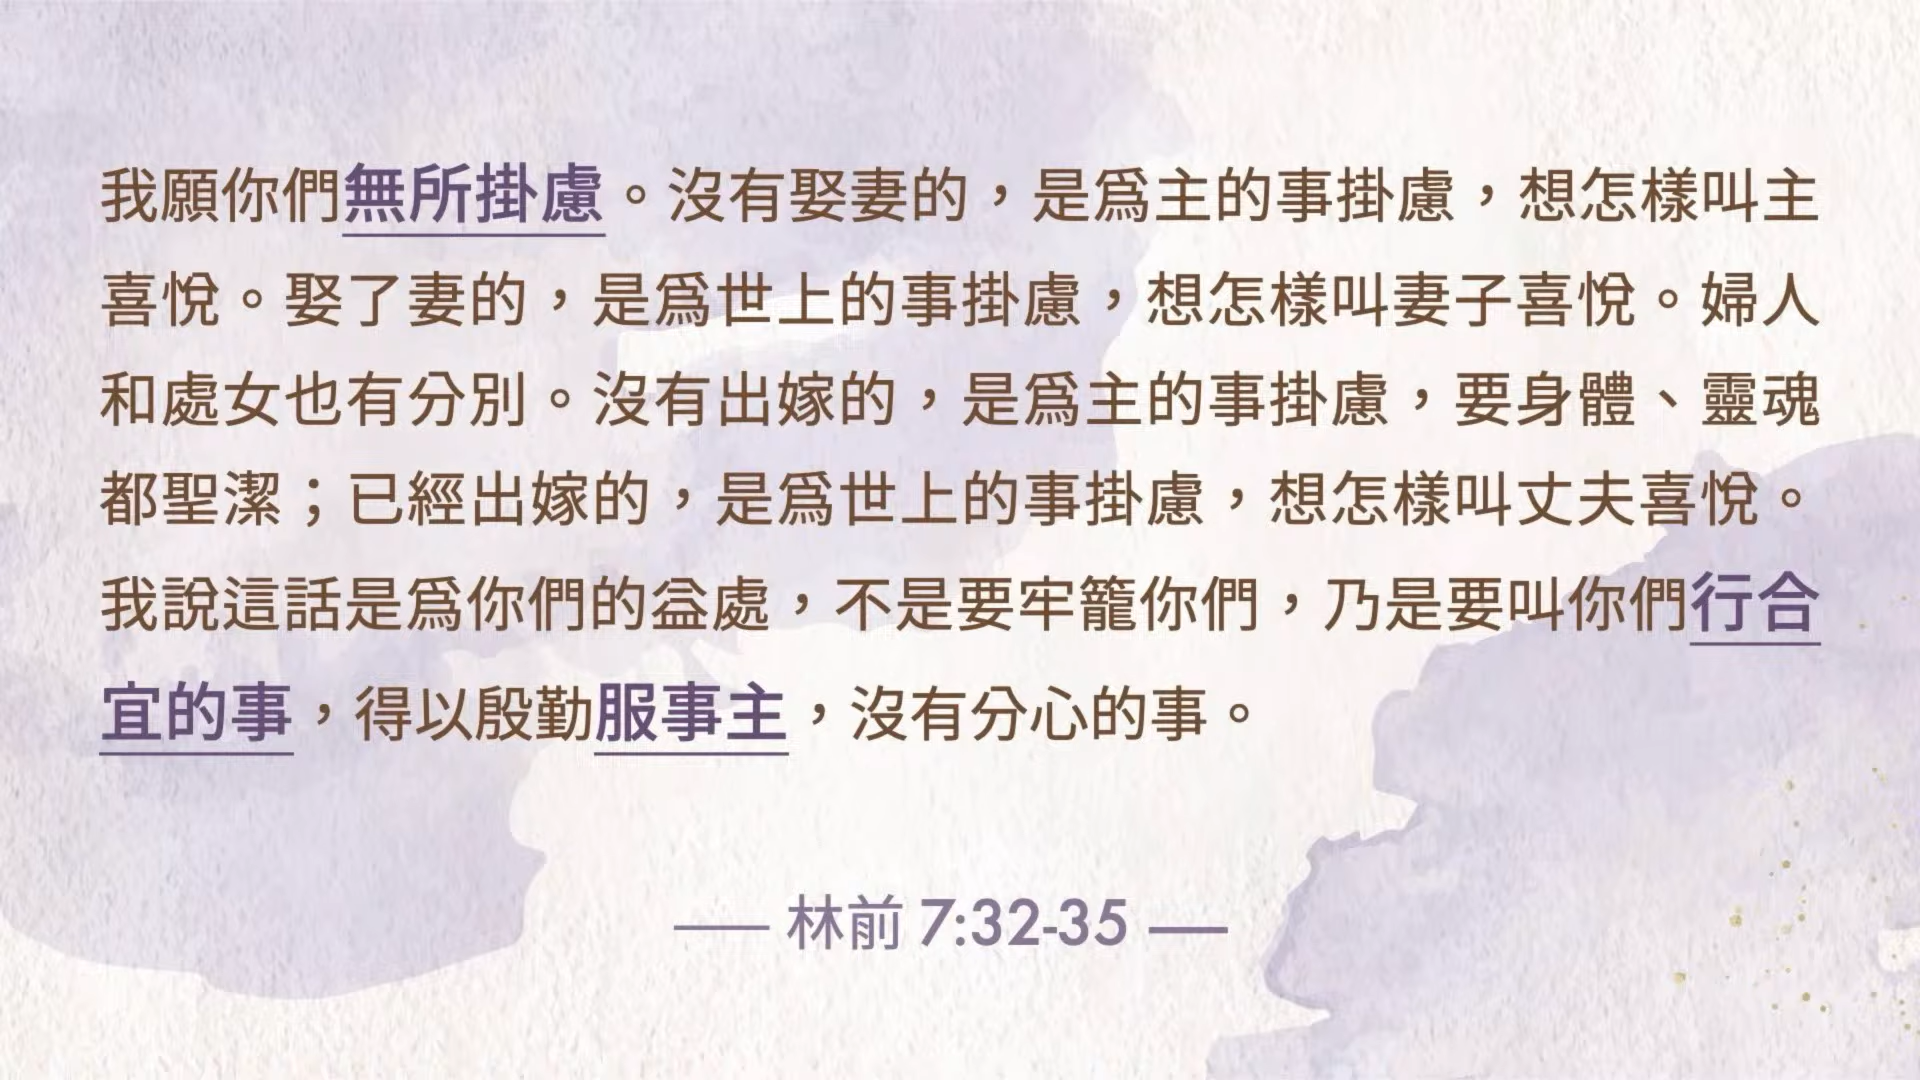 我願你們無所掛慮。沒有娶妻的，是爲主的事掛慮，想怎樣叫主
喜悅。娶了妻的，是爲世上的事掛慮，想怎樣叫妻子喜悅。婦人
和處女也有分別。沒有出嫁的，是爲主的事掛慮，要身體、靈魂
都聖潔；已經出嫁的，是爲世上的事掛慮，想怎樣叫丈夫喜悅。
我說這話是爲你們的益處，不是要牢籠你們，乃是要叫你們行合
宜的事，得以殷勤服事主，沒有分心的事。
—— 林前 7:32-35 ——